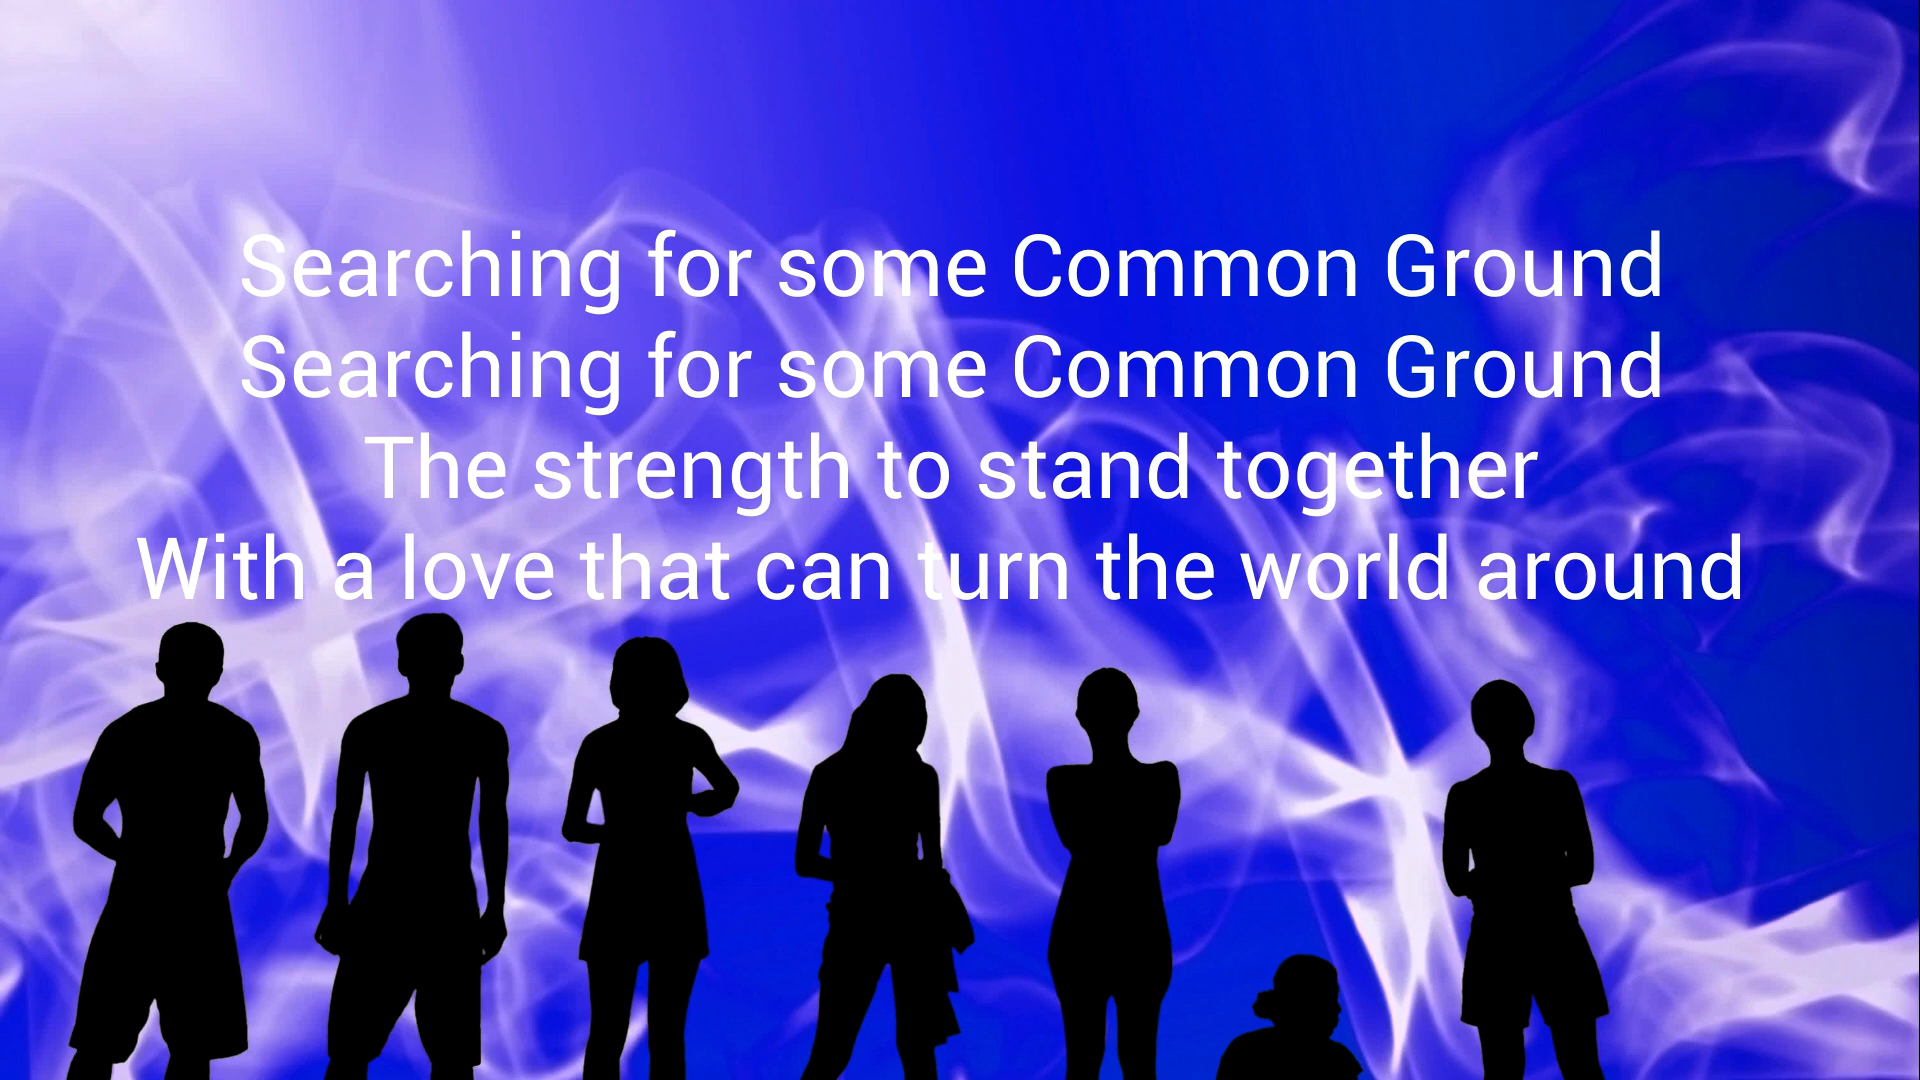 Searching for some Common Ground
Searching for some Common Ground
The strength to stand together
With a love that can turn the world around